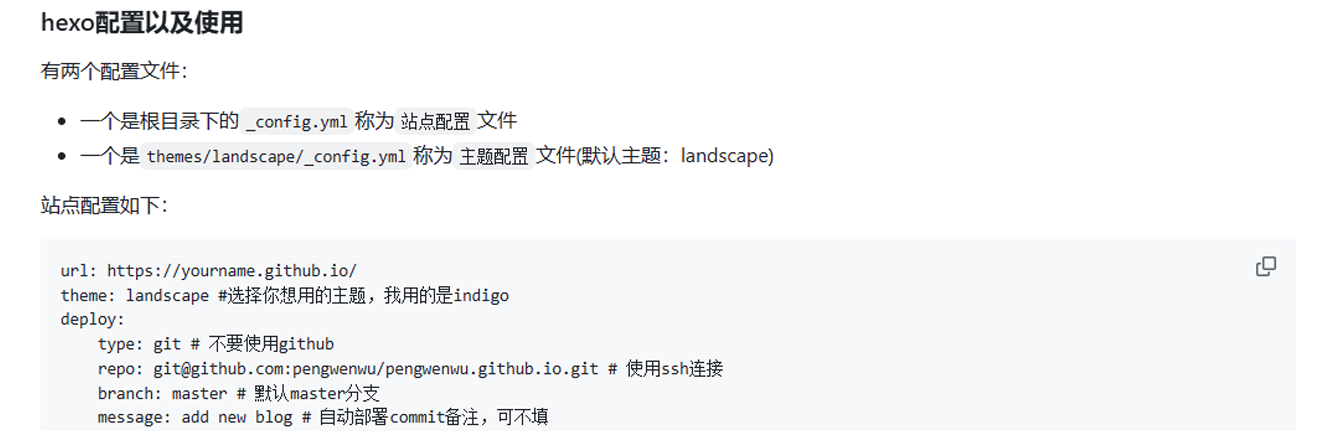 hexo配置以及使用
有两个配置文件：
一个是根目录下的 _config.yml 称为 站点配置 文件
一个是 themes/landscape/_config.yml 称为 主题配置 文件(默认主题：landscape)
站点配置如下：
url: https://yourname.github.io/
theme: landscape #选择你想用的主题，我用的是indigo
deploy:
    type: git # 不要使用github
    repo: git@github.com:pengwenwu/pengwenwu.github.io.git # 使用ssh连接
    branch: master # 默认master分支
    message: add new blog # 自动部署commit备注，可不填